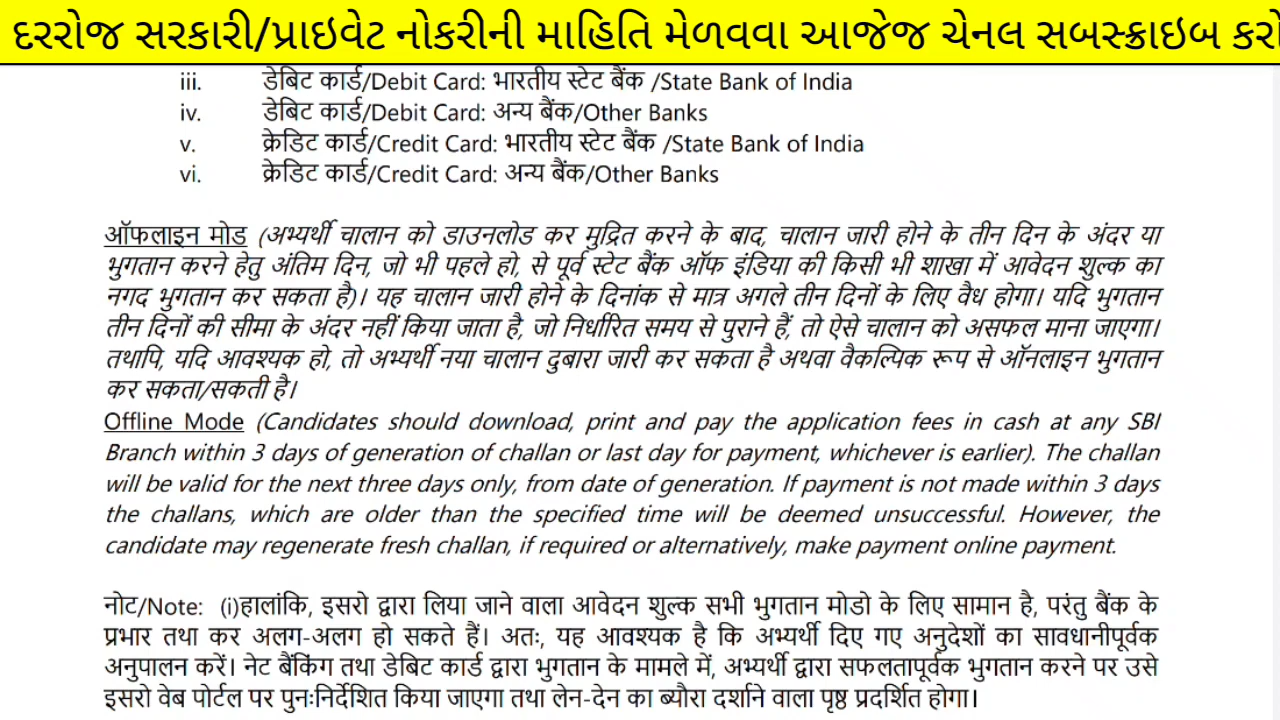 દરરોજ સરકારી/પ્રાઇવેટ નોકરીની માહિતિ મેળવવા આજેજ ચેનલ સબસ્ક્રાઇબ કરો
iii. डेबिट कार्ड/Debit Card: भारतीय स्टेट बैंक /State Bank of India
iv. डेबिट कार्ड/Debit Card: अन्य बैंक/Other Banks
v. क्रेडिट कार्ड/Credit Card: भारतीय स्टेट बैंक /State Bank of India
vi. क्रेडिट कार्ड/Credit Card: अन्य बैंक/Other Banks
ऑफलाइन मोड (अभ्यर्थी चालान को डाउनलोड कर मुद्रित करने के बाद, चालान जारी होने के तीन दिन के अंदर या
भुगतान करने हेतु अंतिम दिन, जो भी पहले हो, से पूर्व स्टेट बैंक ऑफ इंडिया की किसी भी शाखा में आवेदन शुल्क का
नगद भुगतान कर सकता है)। यह चालान जारी होने के दिनांक से मात्र अगले तीन दिनों के लिए वैध होगा। यदि भुगतान
तीन दिनों की सीमा के अंदर नहीं किया जाता है, जो निर्धारित समय से पुराने हैं, तो ऐसे चालान को असफल माना जाएगा।
तथापि, यदि आवश्यक हो, तो अभ्यर्थी नया चालान दुबारा जारी कर सकता है अथवा वैकल्पिक रूप से ऑनलाइन भुगतान
कर सकता/सकती है।
Offline Mode (Candidates should download, print and pay the application fees in cash at any SBI
Branch within 3 days of generation of challan or last day for payment, whichever is earlier). The challan
will be valid for the next three days only, from date of generation. If payment is not made within 3 days
the challans, which are older than the specified time will be deemed unsuccessful. However, the
candidate may regenerate fresh challan, if required or alternatively, make payment online payment.
नोट/Note: (i)हालांकि, इसरो द्वारा लिया जाने वाला आवेदन शुल्क सभी भुगतान मोडो के लिए सामान है, परंतु बैंक के
प्रभार तथा कर अलग-अलग हो सकते हैं। अतः, यह आवश्यक है कि अभ्यर्थी दिए गए अनुदेशों का सावधानीपूर्वक
अनुपालन करें। नेट बैंकिंग तथा डेबिट कार्ड द्वारा भुगतान के मामले में, अभ्यर्थी द्वारा सफलतापूर्वक भुगतान करने पर उसे
इसरो वेब पोर्टल पर पुनःनिर्देशित किया जाएगा तथा लेन-देन का ब्यौरा दर्शाने वाला पृष्ठ प्रदर्शित होगा।